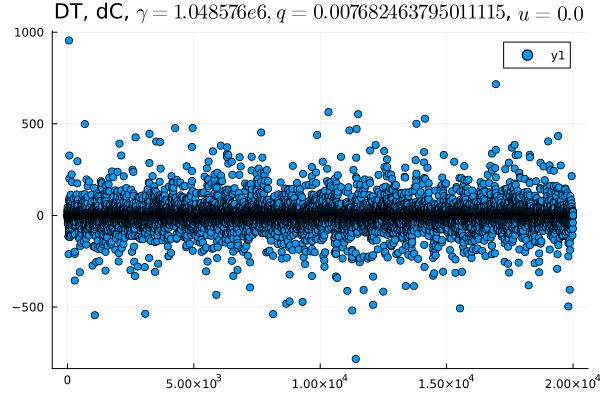 DT, dC, γ = 1.048576e6, q = 0.007682463795011115, u = 0.0
y1
1000
500
0
−500
0 5.00×10³ 1.00×10⁴ 1.50×10⁴ 2.00×10⁴